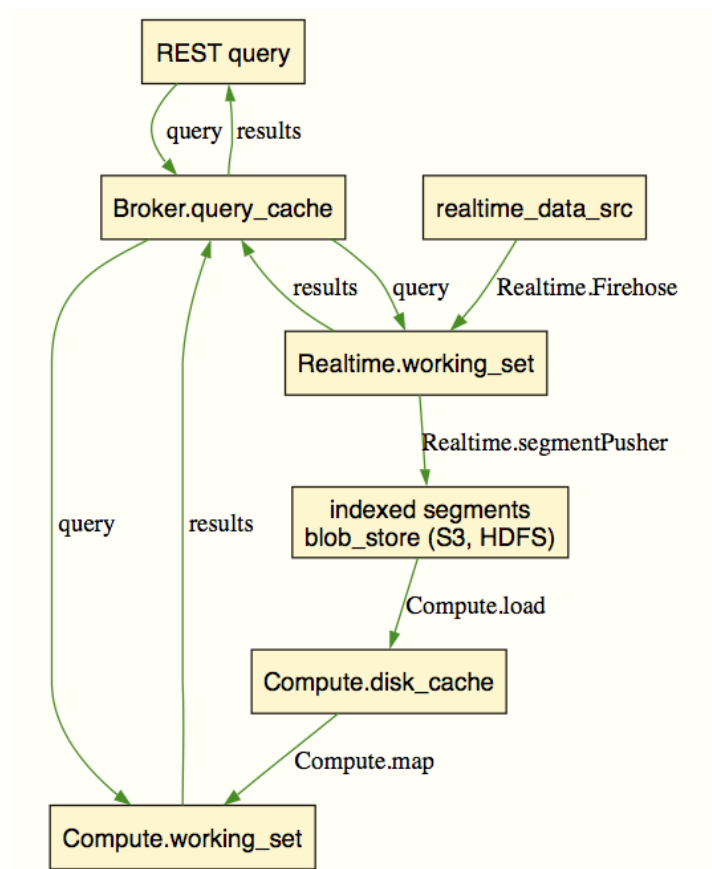 REST query
query
results
Broker.query_cache
realtime_data_src
results
query
Realtime.Firehose
Realtime.working_set
Realtime.segmentPusher
indexed segments
blob_store (S3, HDFS)
query
results
Compute.load
Compute.disk_cache
Compute.map
Compute.working_set